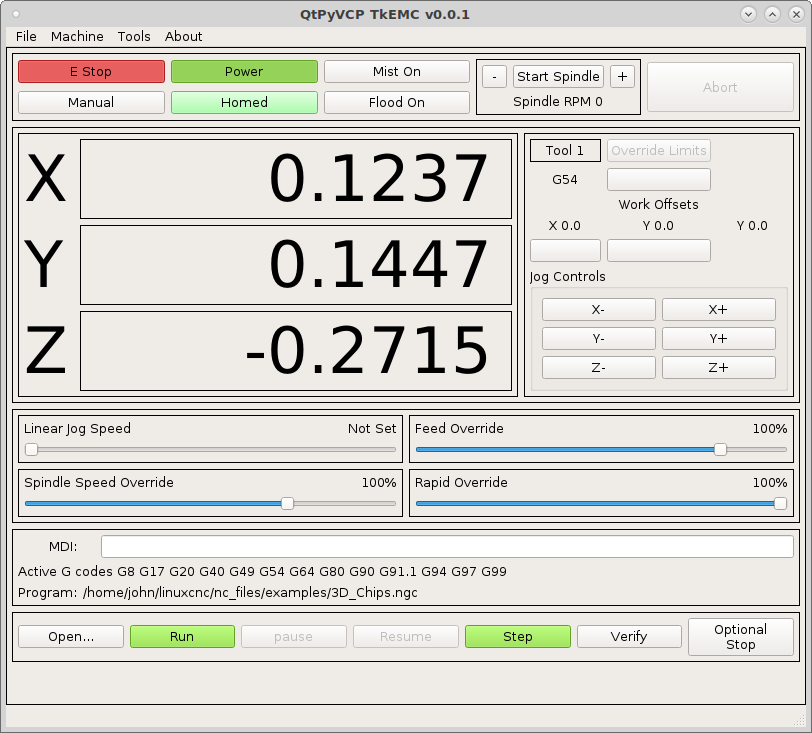 QtPyVCP TkEMC v0.0.1
File Machine Tools About
E Stop Power Mist On - Start Spindle + Abort
Manual Homed Flood On Spindle RPM 0
X 0.1237
Y 0.1447
Z -0.2715
Tool 1 Override Limits
G54
Work Offsets
X 0.0 Y 0.0 Y 0.0
Jog Controls
X- X+
Y- Y+
Z- Z+
Linear Jog Speed Not Set
Feed Override 100%
Spindle Speed Override 100%
Rapid Override 100%
MDI:
Active G codes G8 G17 G20 G40 G49 G54 G64 G80 G90 G91.1 G94 G97 G99
Program: /home/john/linuxcnc/nc_files/examples/3D_Chips.ngc
Open... Run pause Resume Step Verify Optional
Stop